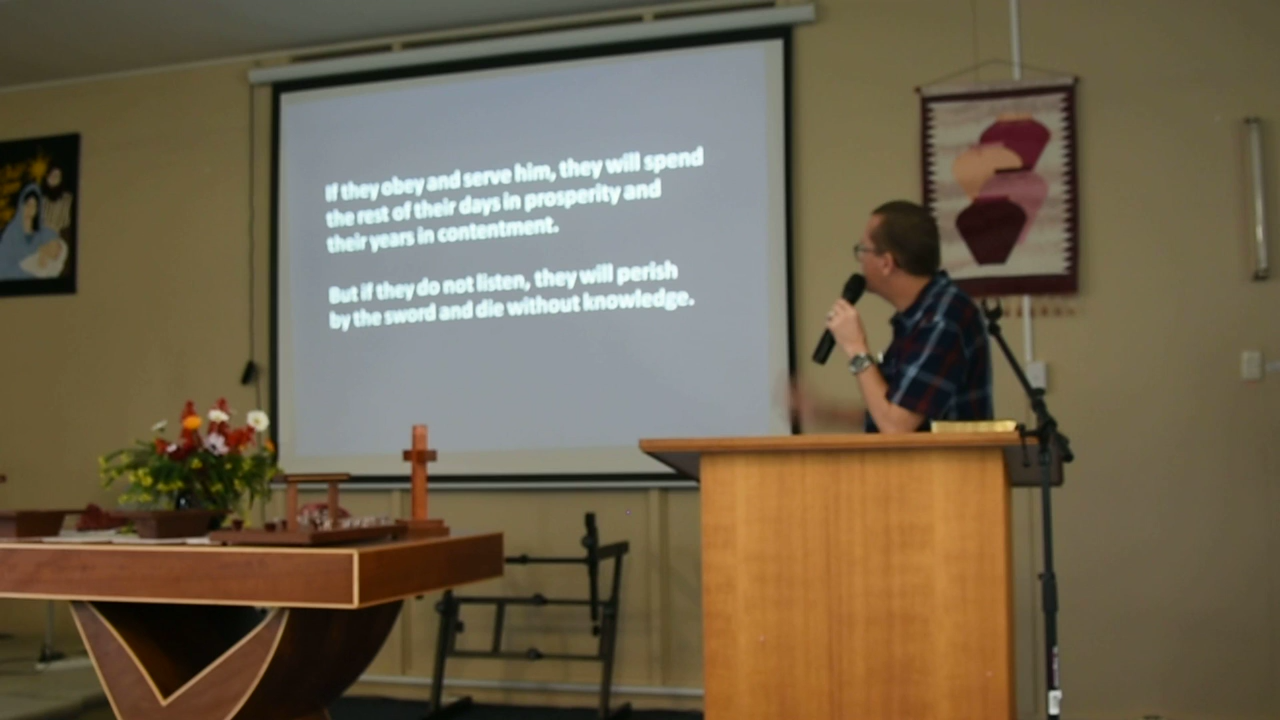 If they obey and serve him, they will spend
the rest of their days in prosperity and
their years in contentment.
But if they do not listen, they will perish
by the sword and die without knowledge.